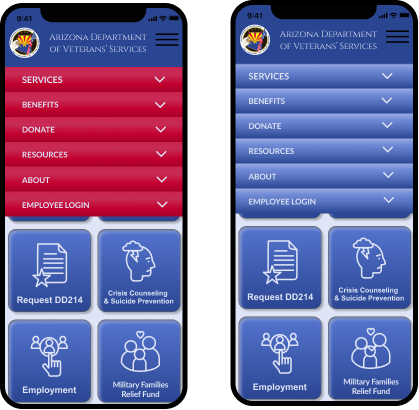 9:41
ARIZONA DEPARTMENT
OF VETERANS' SERVICES
SERVICES
BENEFITS
DONATE
RESOURCES
ABOUT
EMPLOYEE LOGIN
Request DD214
Crisis Counseling
& Suicide Prevention
Employment
Military Families
Relief Fund
9:41
ARIZONA DEPARTMENT
OF VETERANS' SERVICES
SERVICES
BENEFITS
DONATE
RESOURCES
ABOUT
EMPLOYEE LOGIN
Request DD214
Crisis Counseling
& Suicide Prevention
Employment
Military Families
Relief Fund